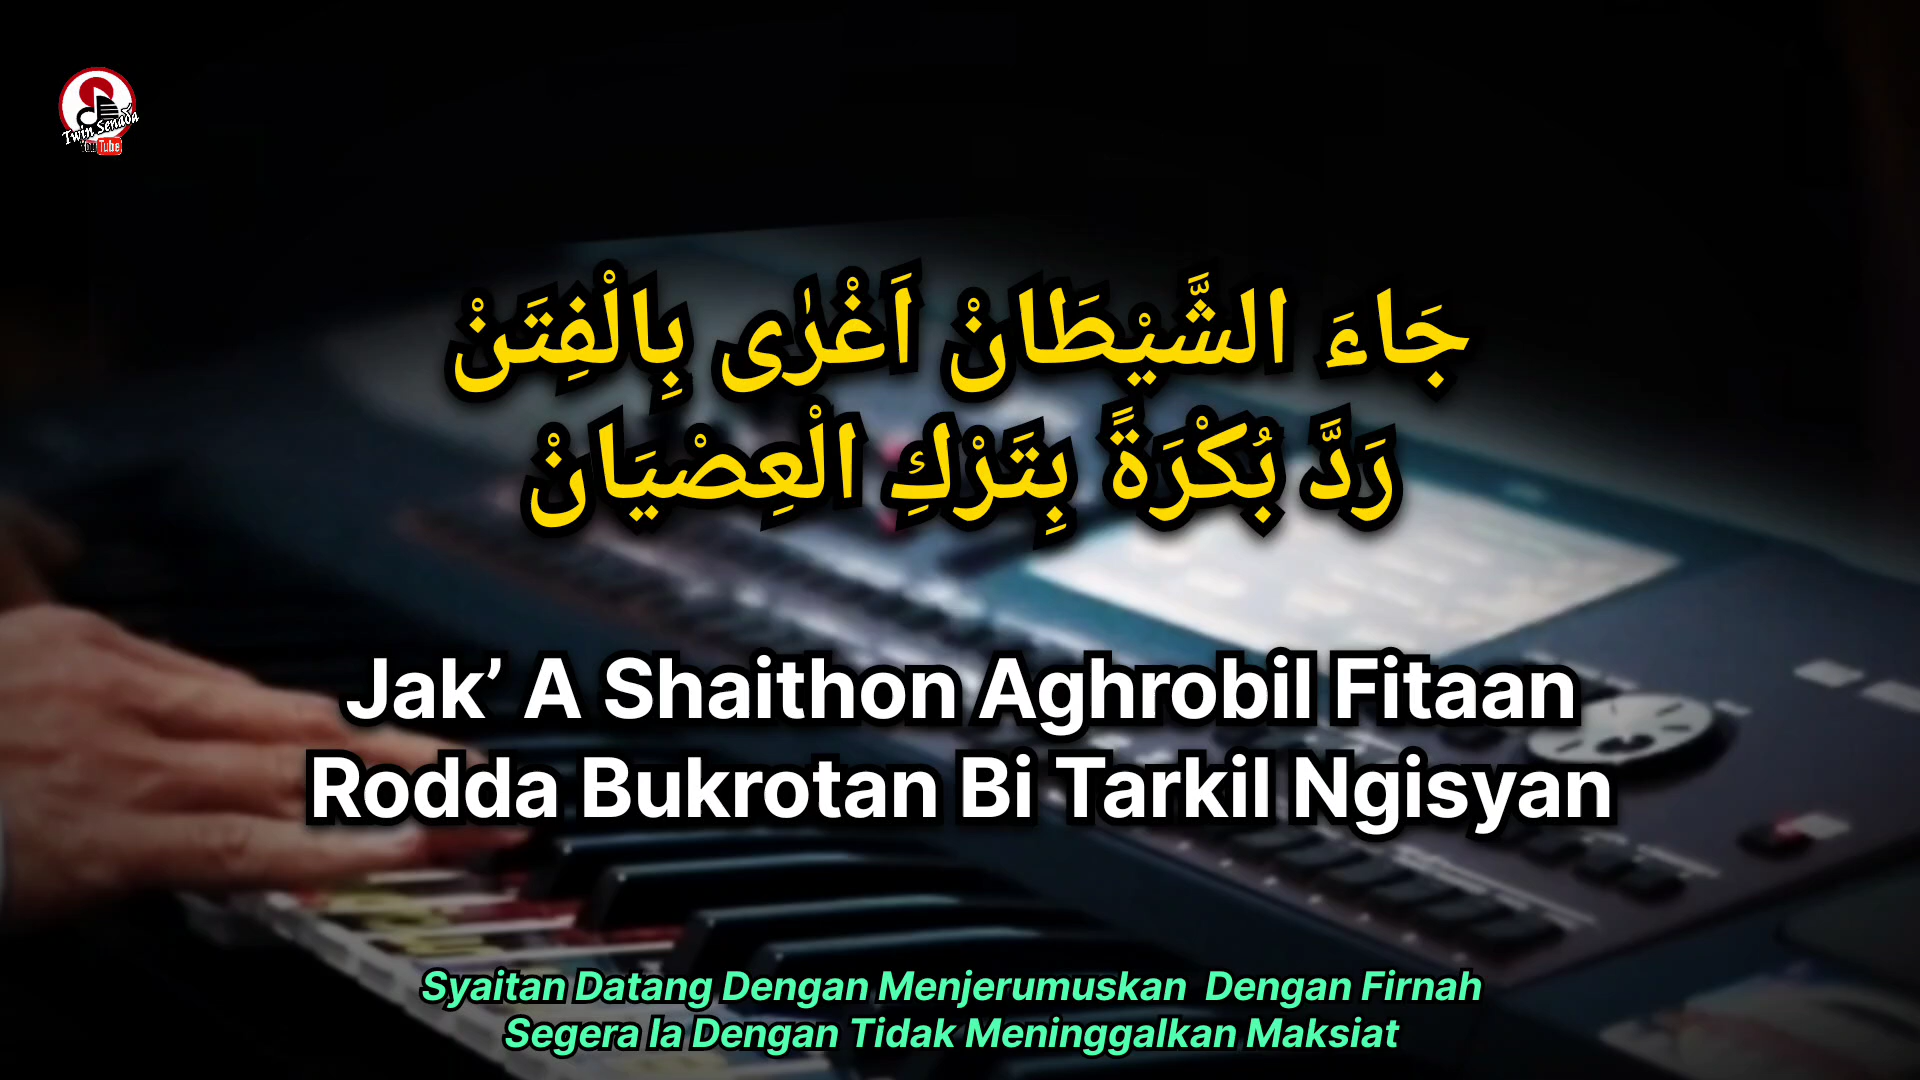 Twin Senada
YouTube
جَاءَ الشَّيْطَانْ اَغْرٰى بِالْفِتَنْ
رَدَّ بُكْرَةً بِتَرْكِ الْعِصْيَانْ
Jak’ A Shaithon Aghrobil Fitaan
Rodda Bukrotan Bi Tarkil Ngisyan
Syaitan Datang Dengan Menjerumuskan Dengan Firnah
Segera Ia Dengan Tidak Meninggalkan Maksiat